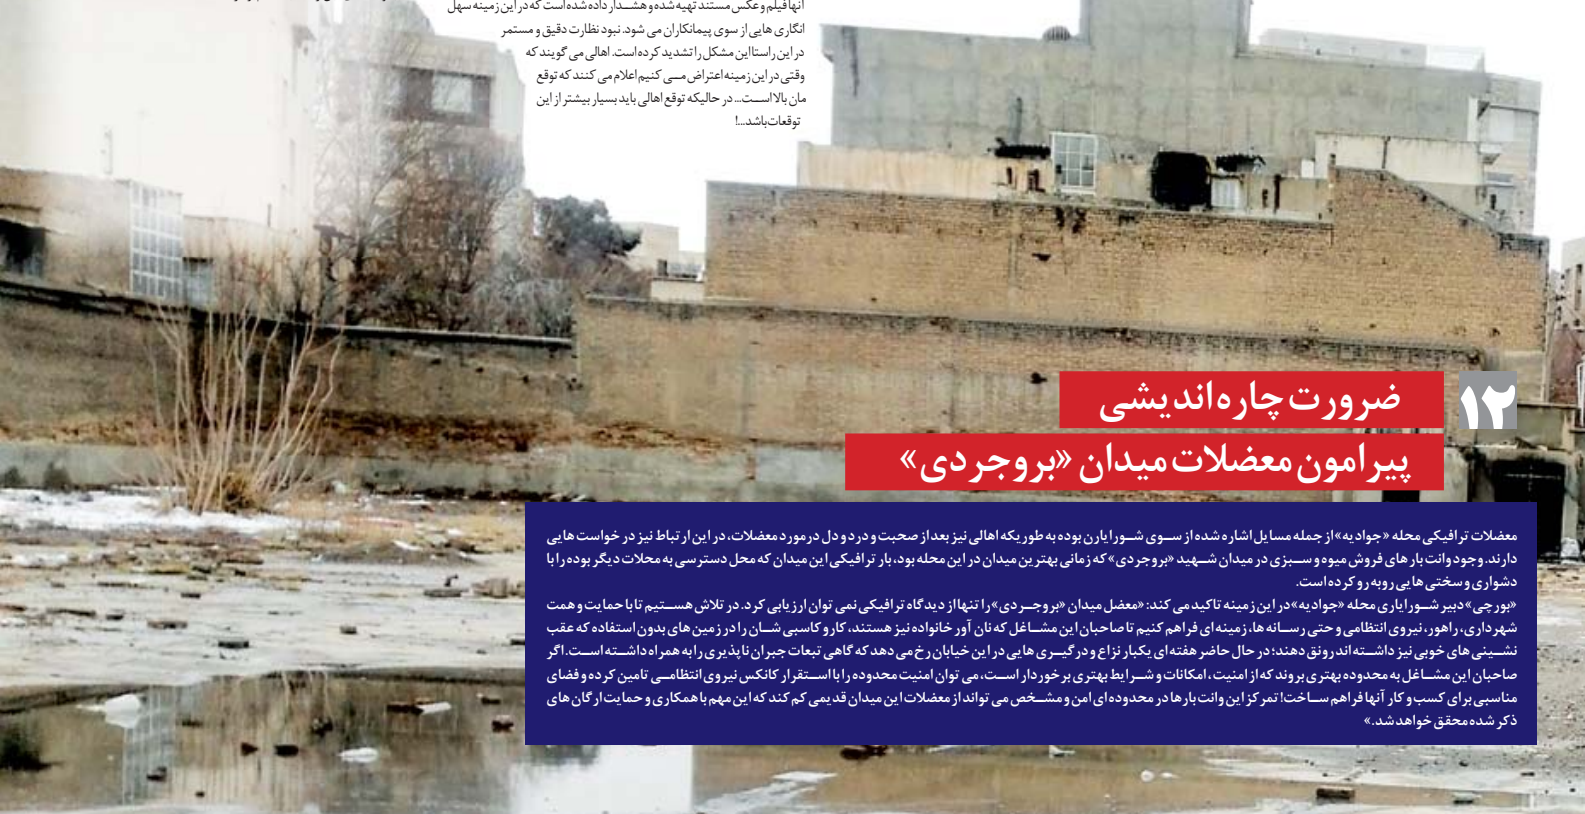 آنها فیلم و عکس مستند تهیه شده و هشدار داده شده است که در این زمینه سهل
انگاری هایی از سوی پیمانکاران می شود. نبود نظارت دقیق و مستمر
در این راستا این مشکل را تشدید کرده است. اهالی می گویند که
وقتی در این زمینه اعتراض می کنیم اعلام می کنند که توقع
مان بالا است... در حالیکه توقع اهالی باید بسیار بیشتر از این
توقعات باشد...!
۱۲
ضرورت چاره اندیشی
پیرامون معضلات میدان «بروجردی»
معضلات ترافیکی محله «جوادیه» از جمله مسایل اشاره شده از سوی شورایارن بوده به طوریکه اهالی نیز بعد از صحبت و درد و دل در مورد معضلات، در این ارتباط نیز در خواست هایی
دارند. وجود وانت بار های فروش میوه و سبزی در میدان شهید «بروجردی» که زمانی بهترین میدان در این محله بود، بار ترافیکی این میدان که محل دسترسی به محلات دیگر بوده را با
دشواری و سختی هایی روبه رو کرده است.
«بورچی» دبیر شورایاری محله «جوادیه» در این زمینه تاکید می کند: «معضل میدان «بروجردی» را تنها از دیدگاه ترافیکی نمی توان ارزیابی کرد. در تلاش هستیم تا با حمایت و همت
شهرداری، راهور، نیروی انتظامی و حتی رسانه ها، زمینه ای فراهم کنیم تا صاحبان این مشاغل که نان آور خانواده نیز هستند، کار و کاسبی شان را در زمین های بدون استفاده که عقب
نشینی های خوبی نیز داشته اند رونق دهند؛ در حال حاضر هفته ای یکبار نزاع و درگیری هایی در این خیابان رخ می دهد که گاهی تبعات جبران ناپذیری را به همراه داشته است. اگر
صاحبان این مشاغل به محدوده بهتری بروند که از امنیت، امکانات و شرایط بهتری برخوردار است، می توان امنیت محدوده را با استقرار کانکس نیروی انتظامی تامین کرده و فضای
مناسبی برای کسب و کار آنها فراهم ساخت! تمرکز این وانت بارها در محدوده ای امن و مشخص می تواند از معضلات این میدان قدیمی کم کند که این مهم با همکاری و حمایت ارگان های
ذکر شده محقق خواهد شد.»